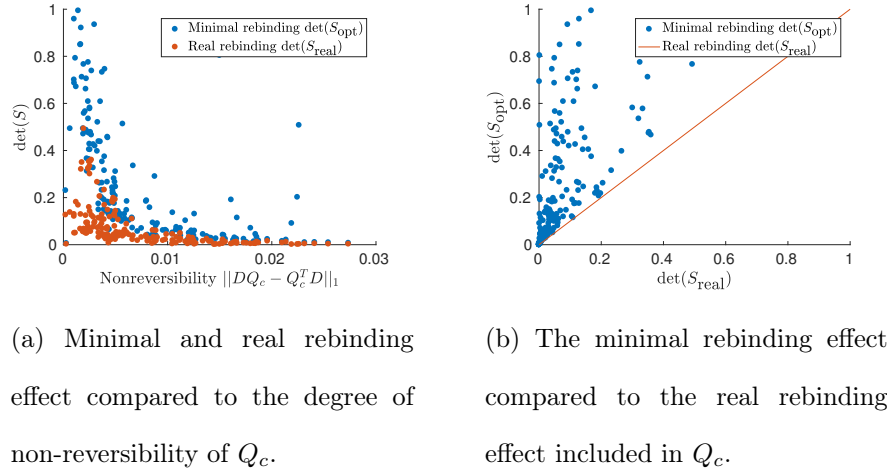 1
0.8
0.6
0.4
0.2
0
det(S)
Minimal rebinding det(S_opt)
Real rebinding det(S_real)
0 0.01 0.02 0.03
Nonreversibility ||DQ_c − Q_c^T D||_1
1
0.8
0.6
0.4
0.2
0
det(S_opt)
Minimal rebinding det(S_opt)
Real rebinding det(S_real)
0 0.2 0.4 0.6 0.8 1
det(S_real)
(a) Minimal and real rebinding
effect compared to the degree of
non-reversibility of Q_c.
(b) The minimal rebinding effect
compared to the real rebinding
effect included in Q_c.